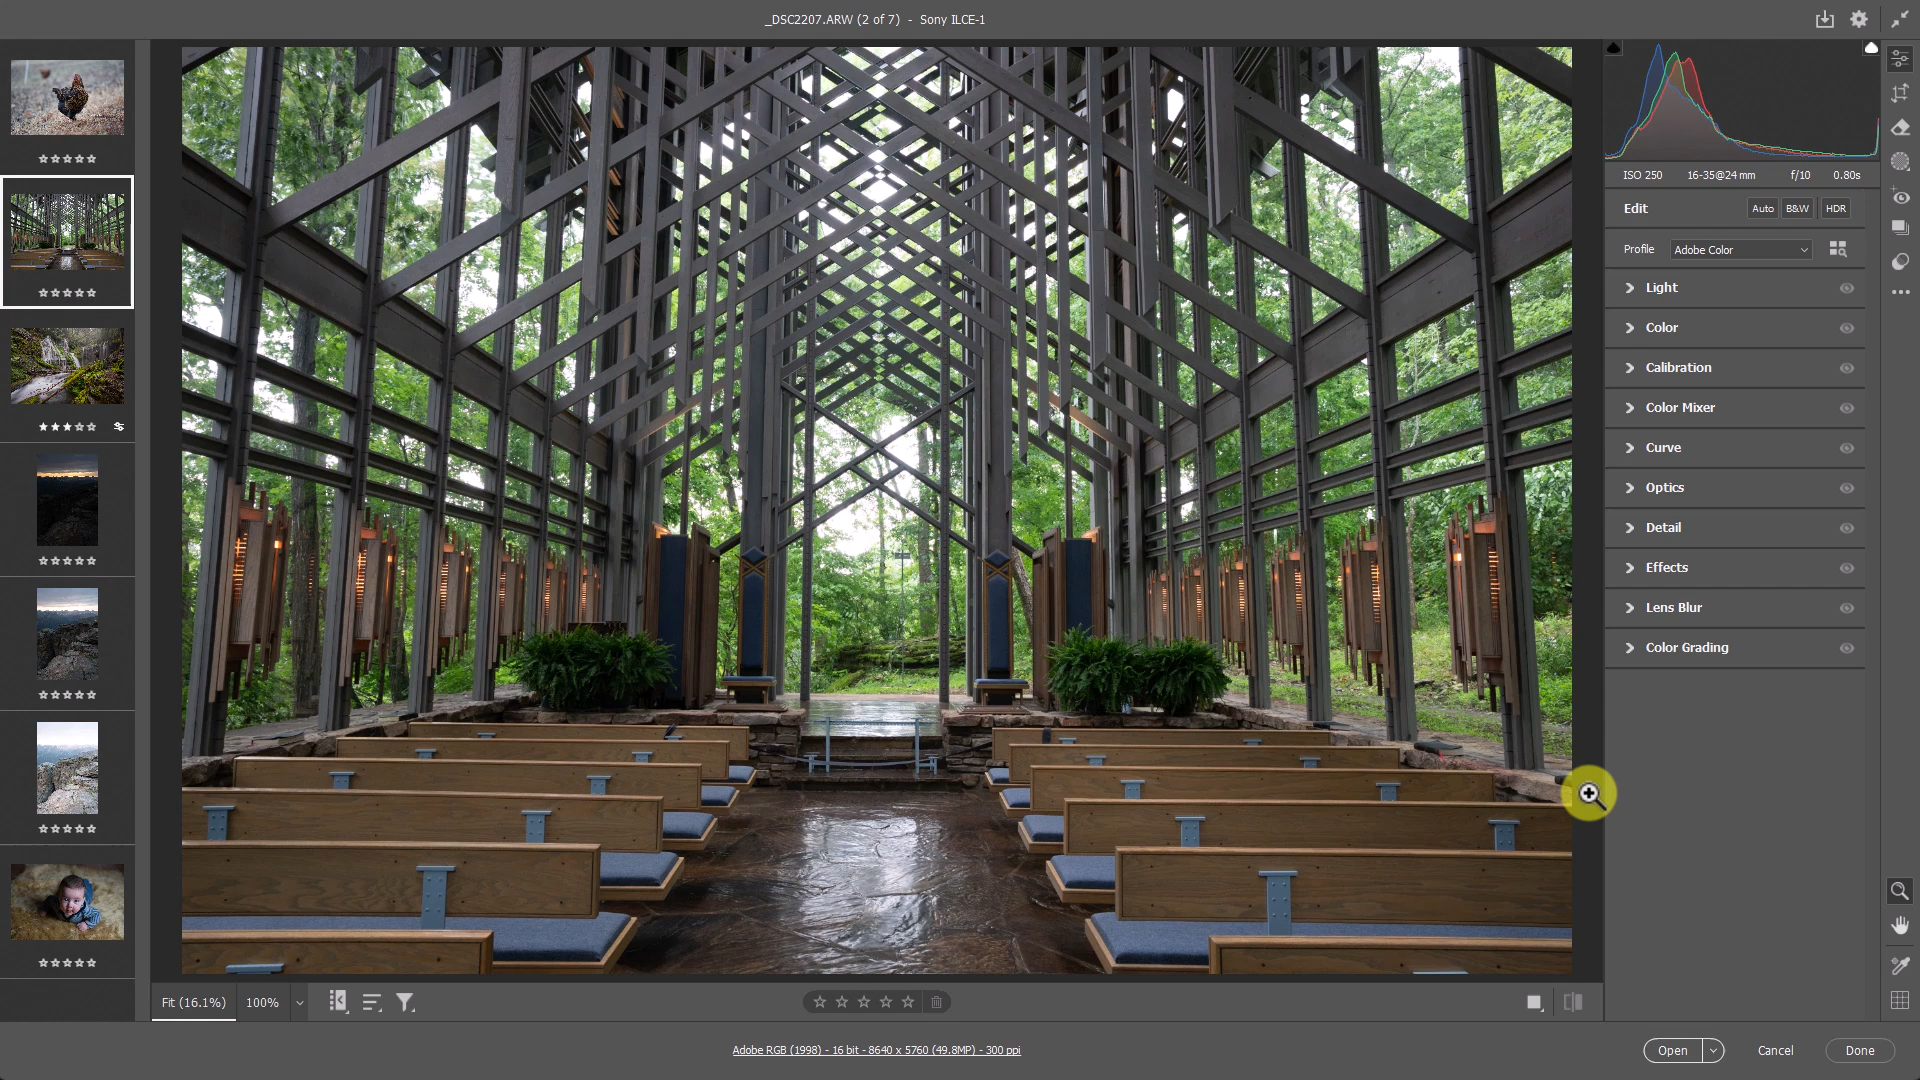 _DSC2207.ARW (2 of 7) - Sony ILCE-1
ISO 250 16-35@24 mm f/10 0.80s
Edit Auto B&W HDR
Profile Adobe Color
Light
Color
Calibration
Color Mixer
Curve
Optics
Detail
Effects
Lens Blur
Color Grading
Fit (16.1%) 100%
Adobe RGB (1998) - 16 bit - 8640 x 5760 (49.8MP) - 300 ppi
Open Cancel Done